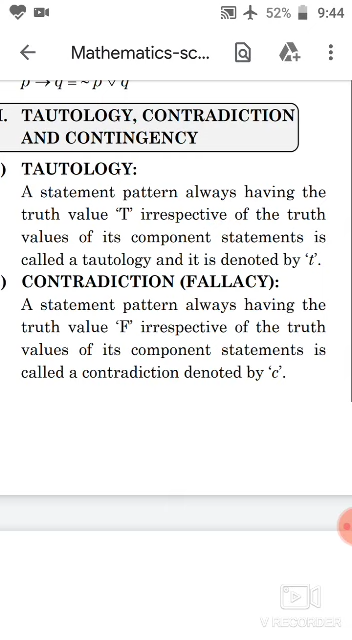 52% 9:44
Mathematics-sc...
p → q ≡ ~p ∨ q
I. TAUTOLOGY, CONTRADICTION
AND CONTINGENCY
) TAUTOLOGY:
A statement pattern always having the
truth value ‘T’ irrespective of the truth
values of its component statements is
called a tautology and it is denoted by ‘t’.
) CONTRADICTION (FALLACY):
A statement pattern always having the
truth value ‘F’ irrespective of the truth
values of its component statements is
called a contradiction denoted by ‘c’.
V RECORDER